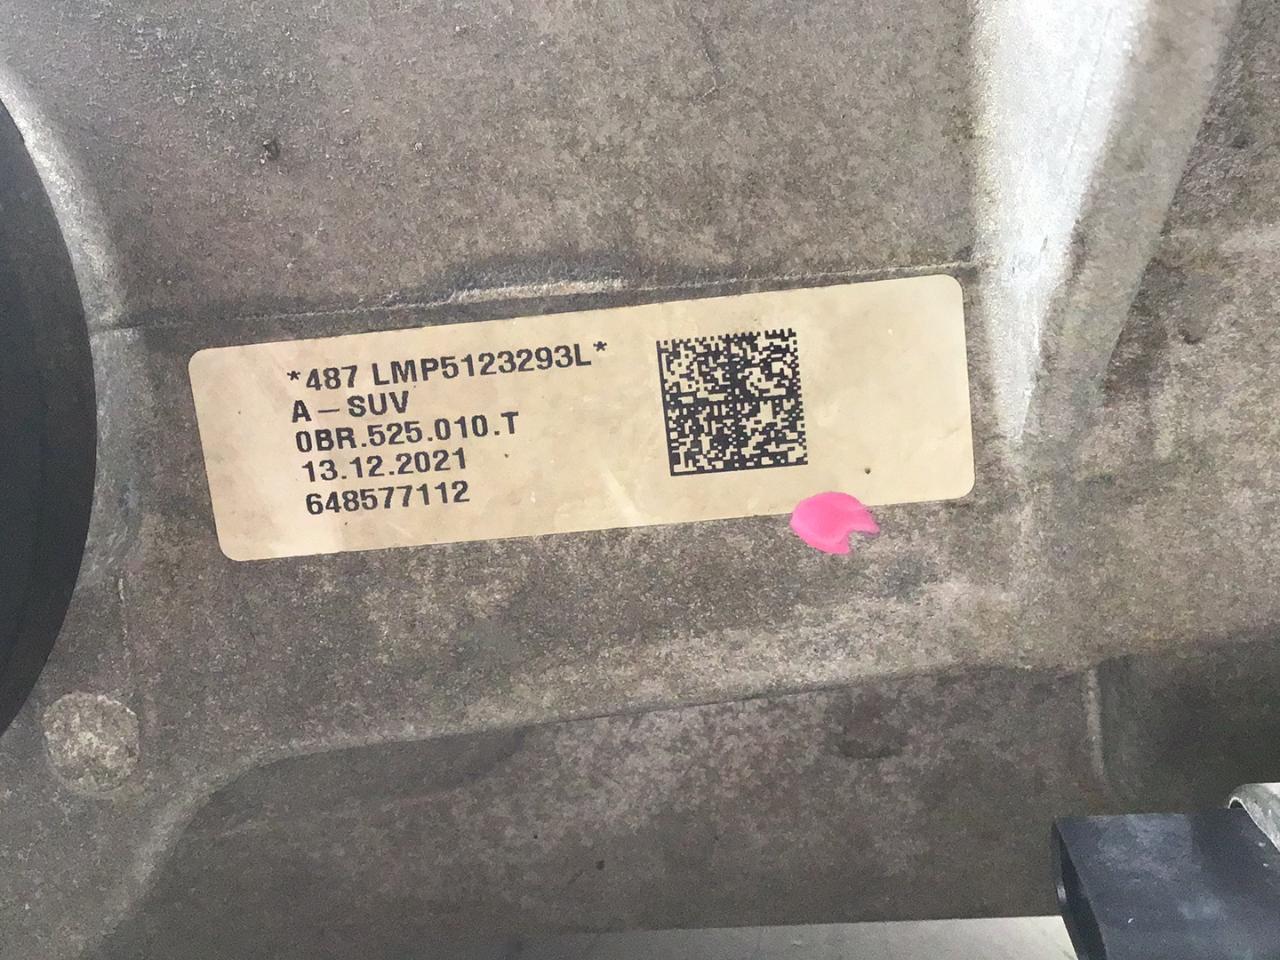 *487 LMP5123293L*
A – SUV
0BR.525.010.T
13.12.2021
648577112